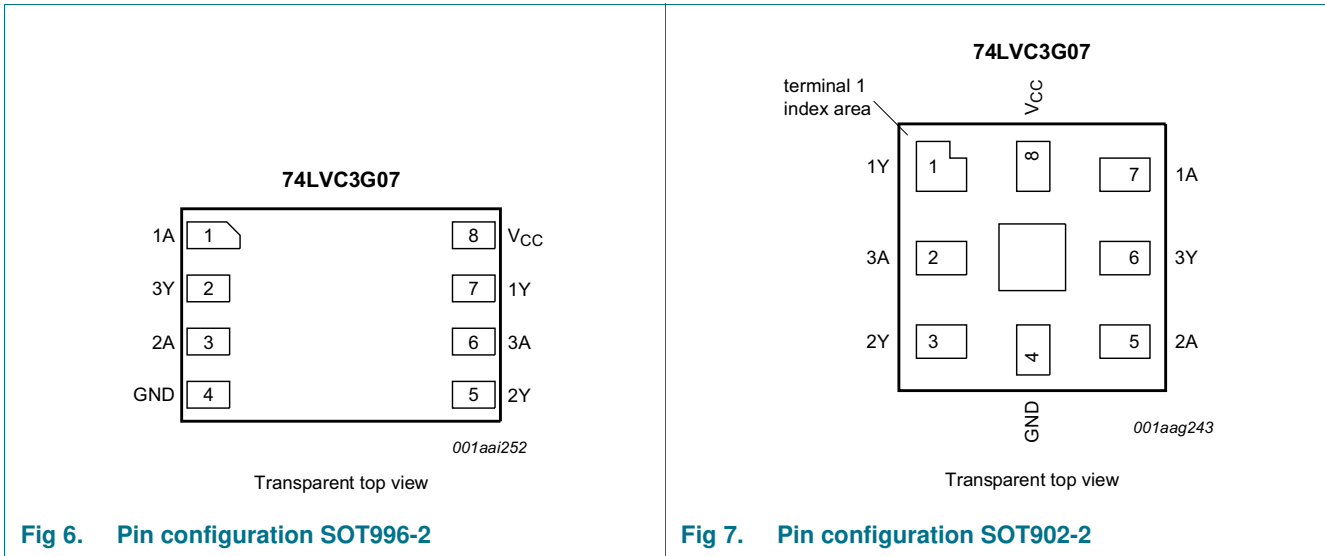 74LVC3G07
1A 1 8 VCC
3Y 2 7 1Y
2A 3 6 3A
GND 4 5 2Y
001aai252
Transparent top view
Fig 6. Pin configuration SOT996-2
74LVC3G07
terminal 1
index area
VCC
1Y 1 8 7 1A
3A 2 6 3Y
2Y 3 4 5 2A
GND
001aag243
Transparent top view
Fig 7. Pin configuration SOT902-2